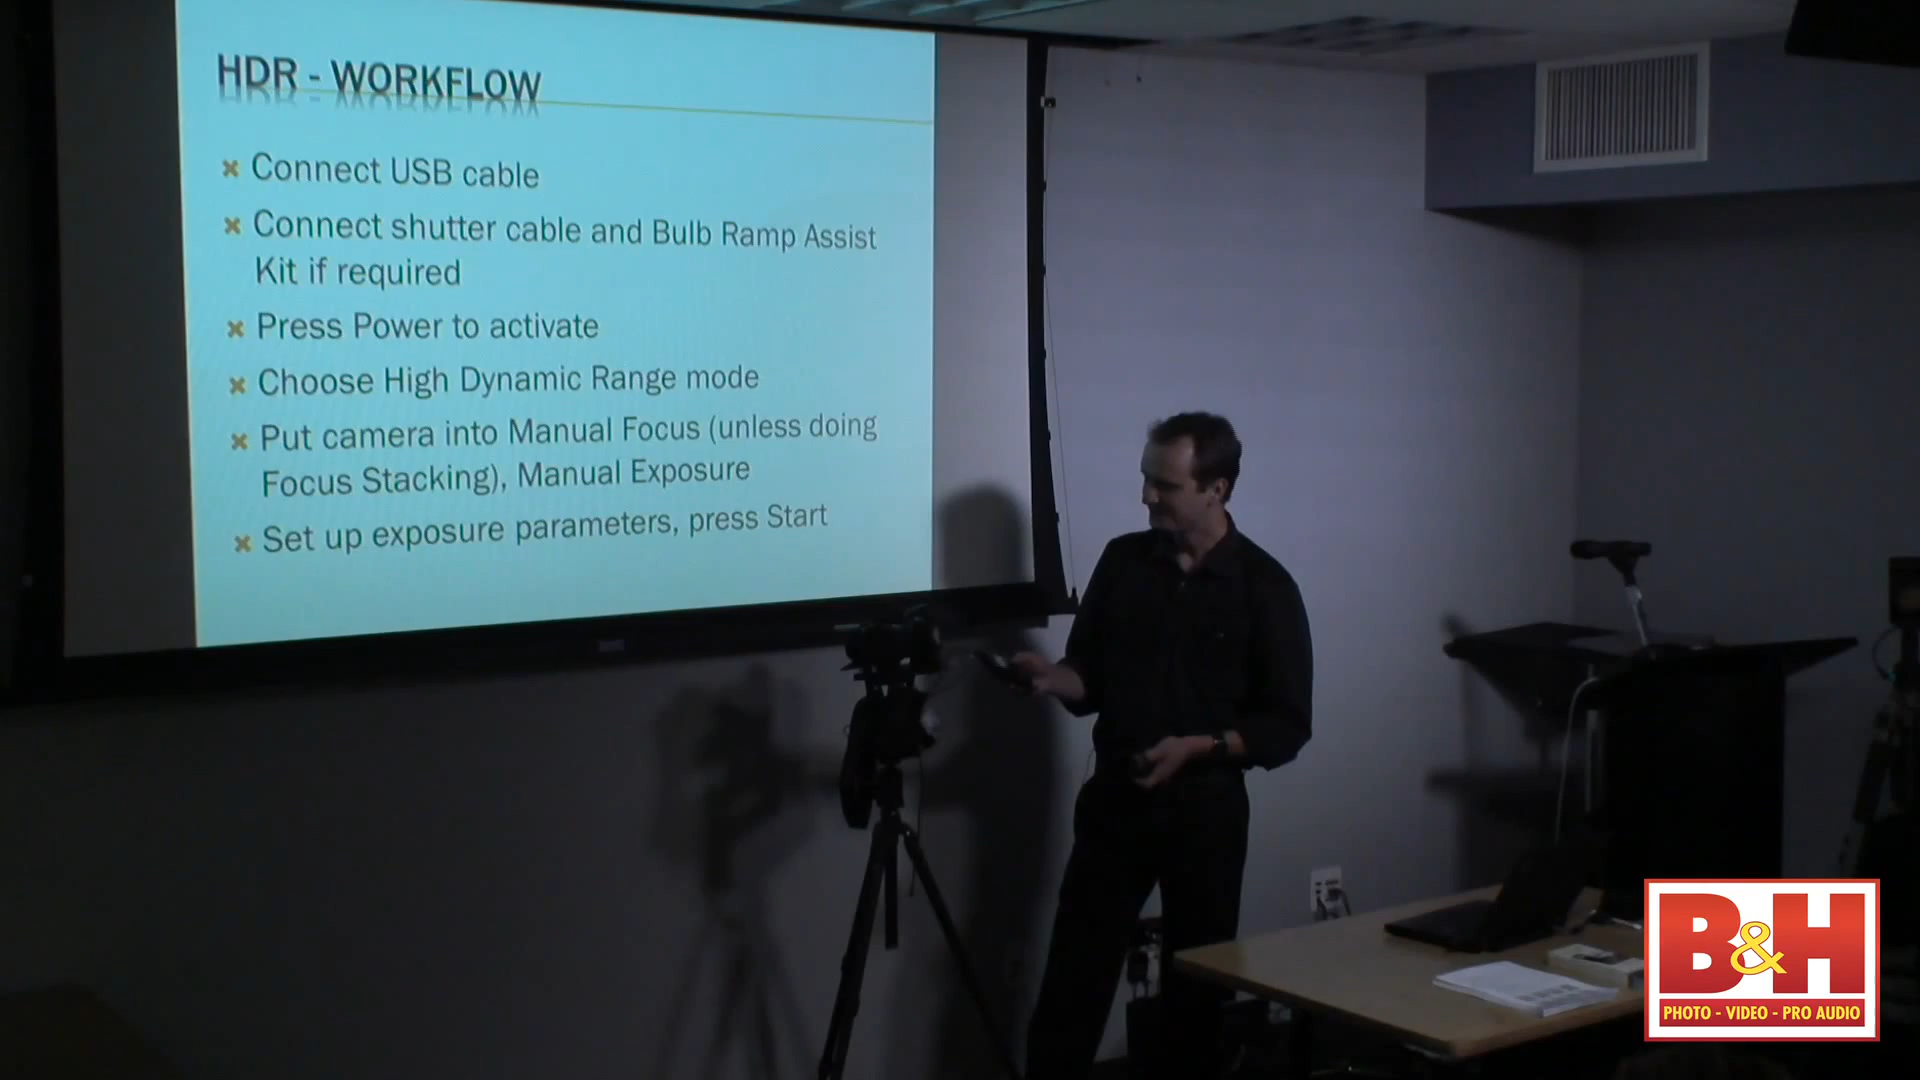 HDR - WORKFLOW
Connect USB cable
Connect shutter cable and Bulb Ramp Assist
Kit if required
Press Power to activate
Choose High Dynamic Range mode
Put camera into Manual Focus (unless doing
Focus Stacking), Manual Exposure
Set up exposure parameters, press Start
B&H
PHOTO - VIDEO - PRO AUDIO